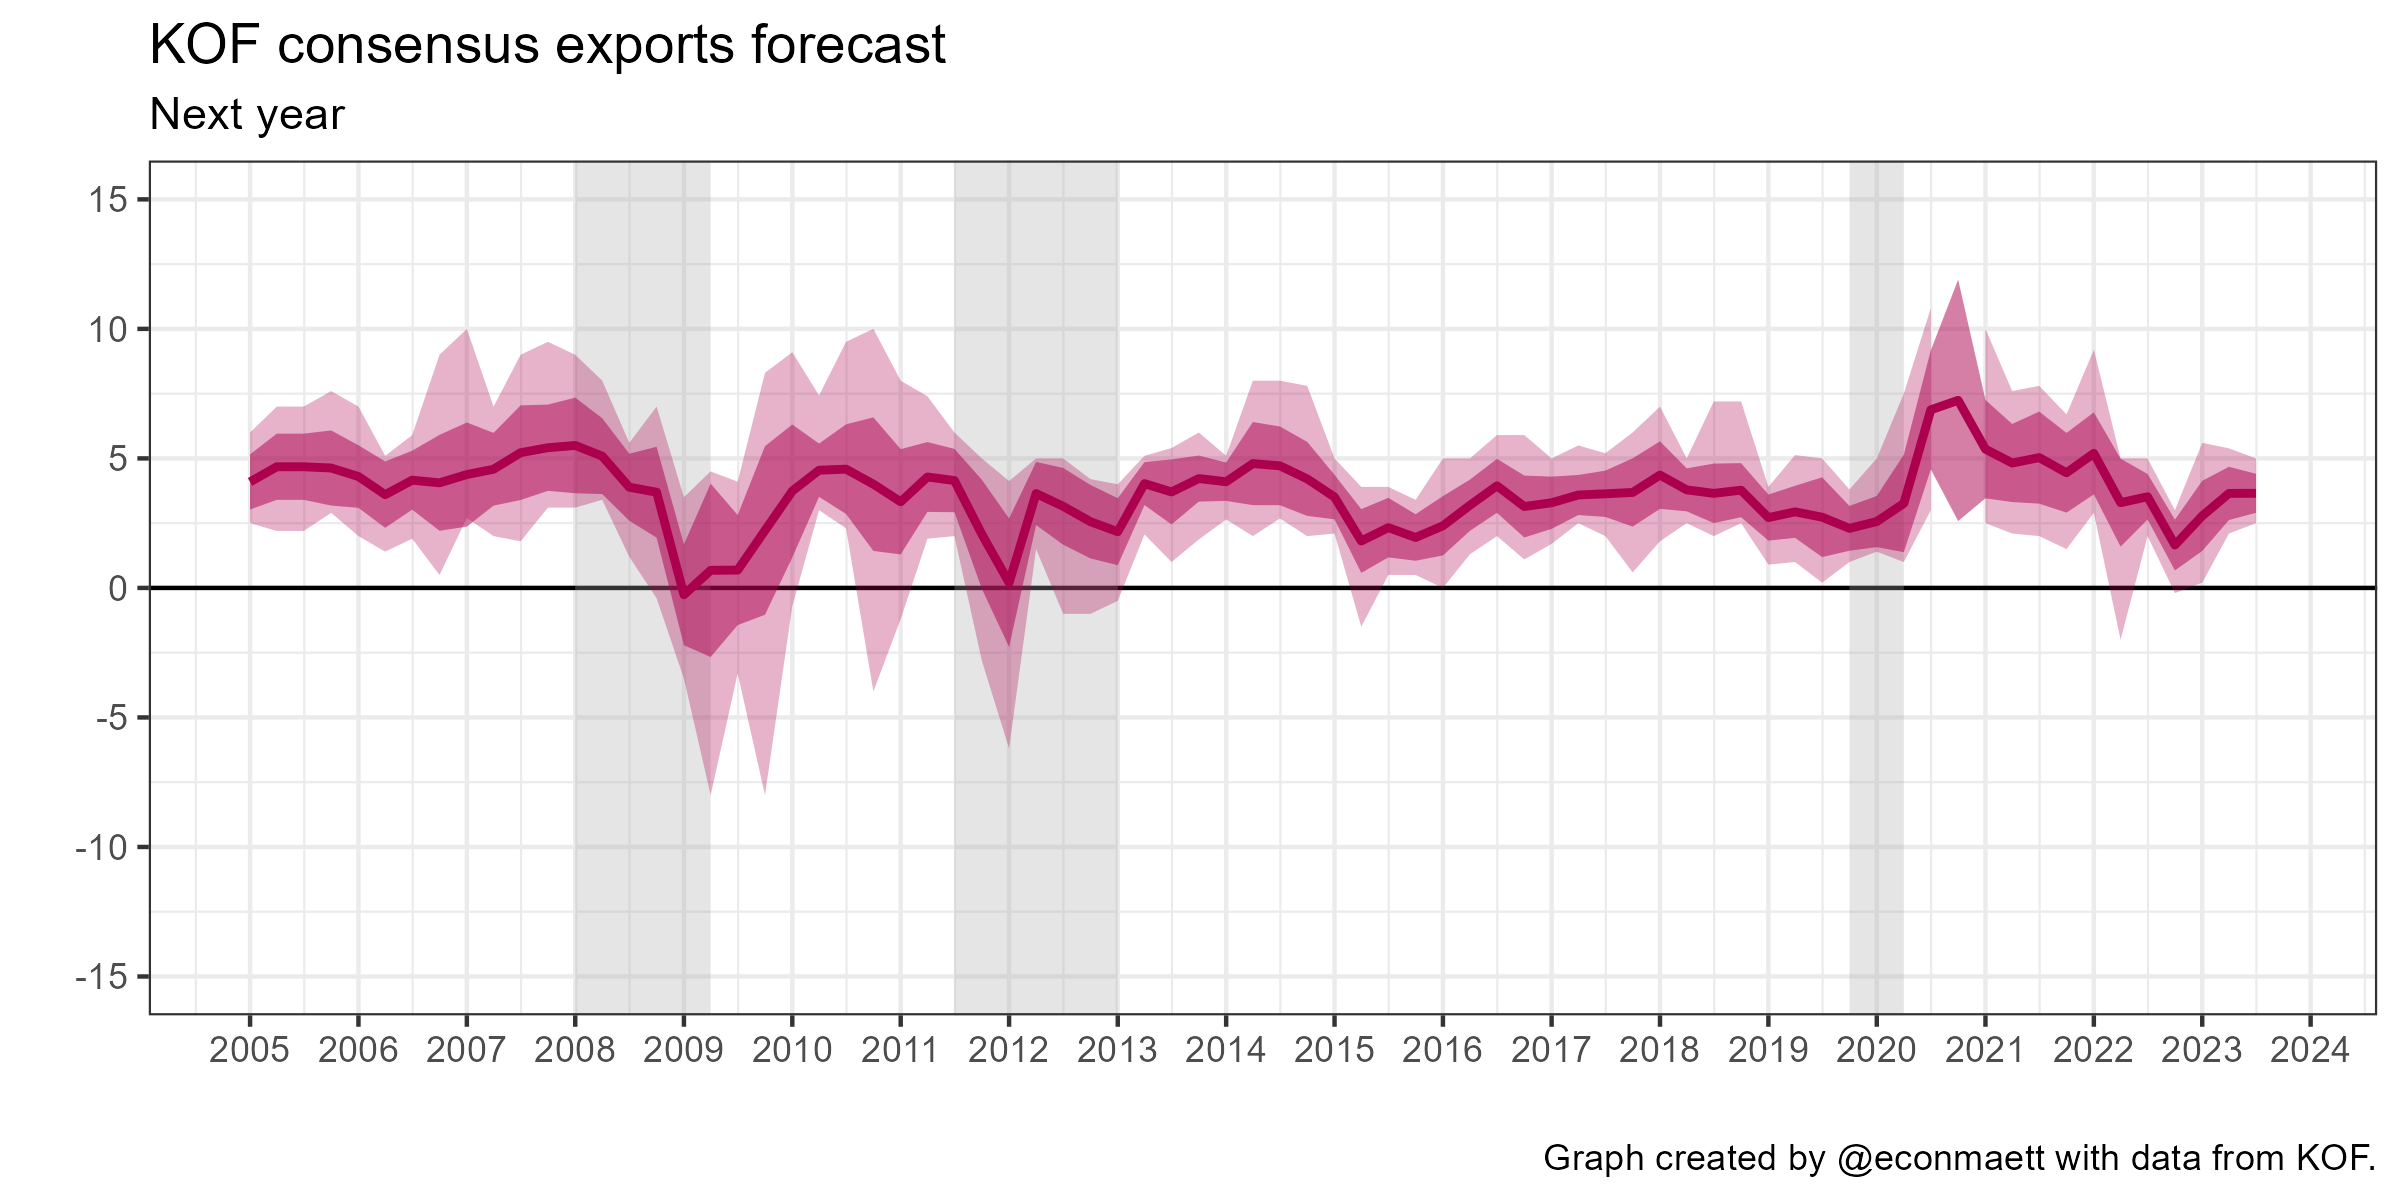 KOF consensus exports forecast
Next year
15
10
5
0
-5
-10
-15
2005 2006 2007 2008 2009 2010 2011 2012 2013 2014 2015 2016 2017 2018 2019 2020 2021 2022 2023 2024
Graph created by @econmaett with data from KOF.